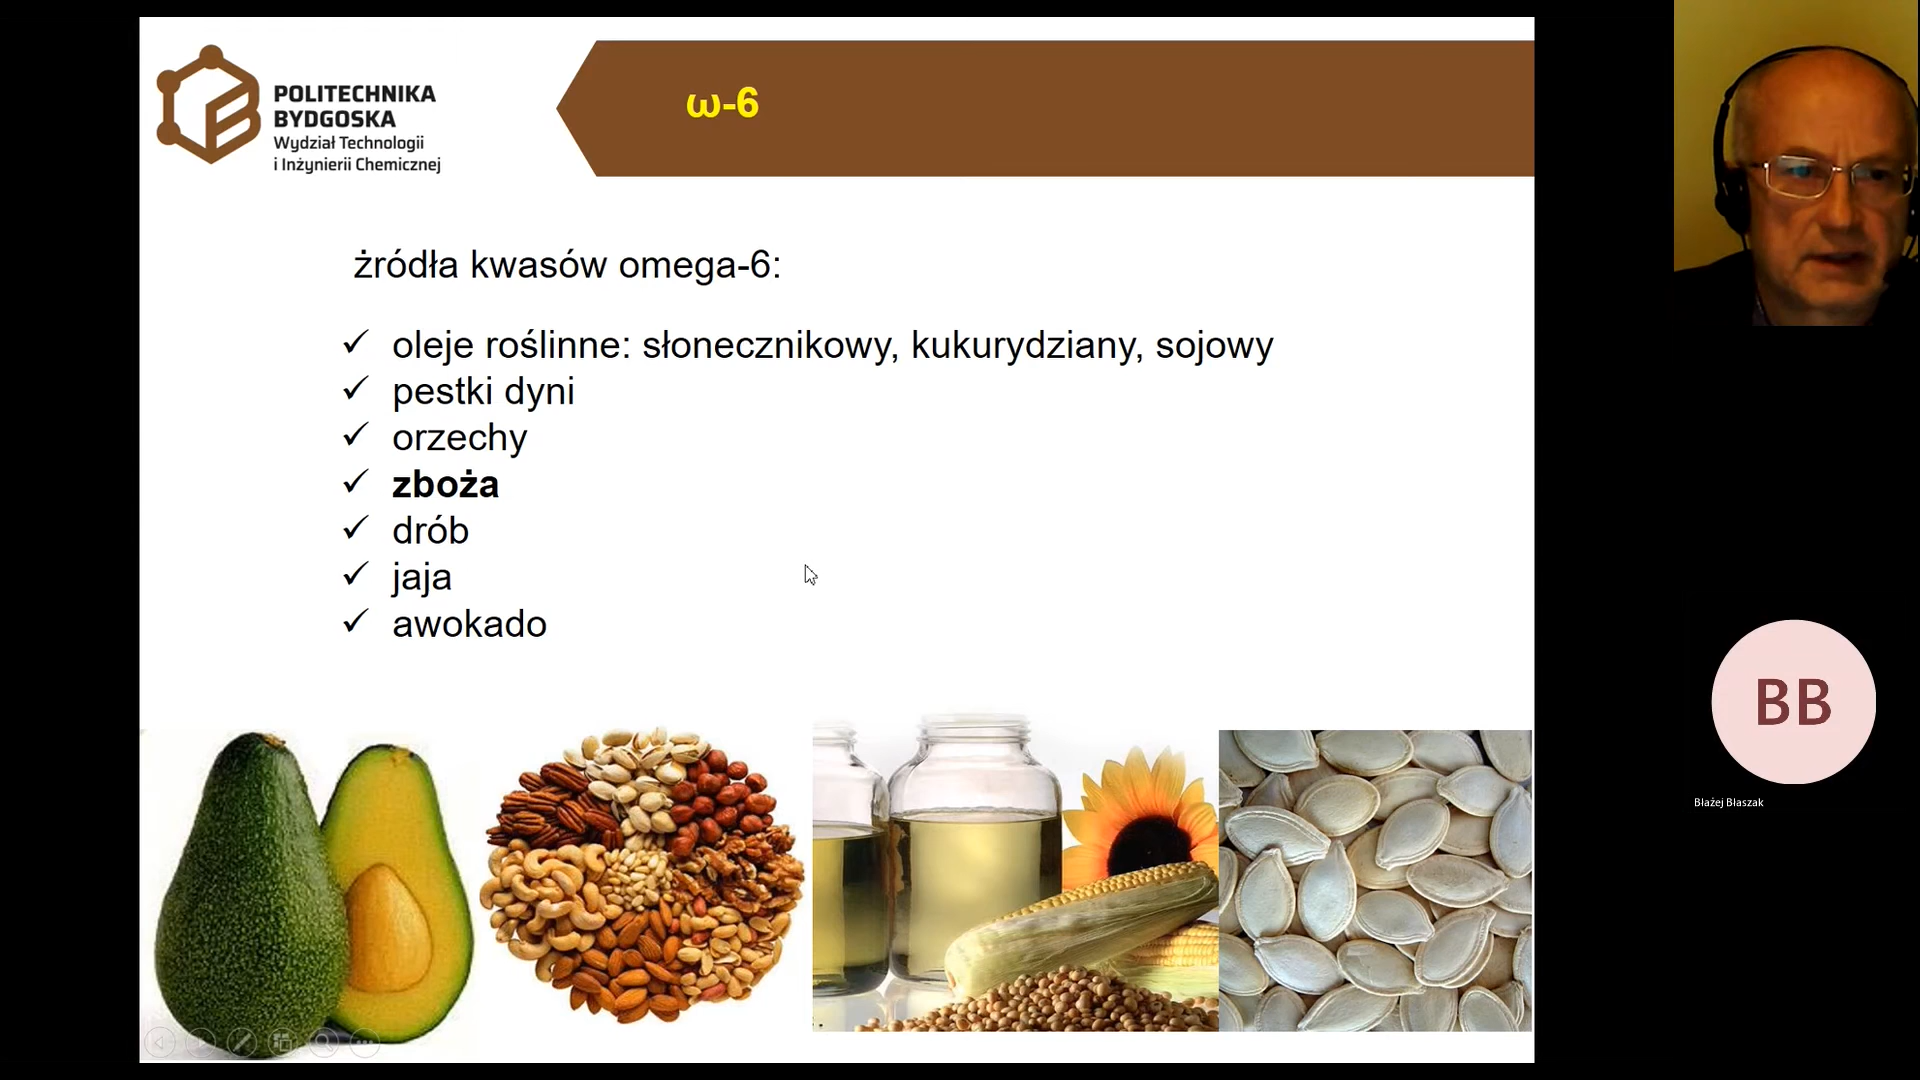 POLITECHNIKA
BYDGOSKA
Wydział Technologii
i Inżynierii Chemicznej
ω-6
żródła kwasów omega-6:
✓ oleje roślinne: słonecznikowy, kukurydziany, sojowy
✓ pestki dyni
✓ orzechy
✓ zboża
✓ drób
✓ jaja
✓ awokado
BB
Błażej Błaszak